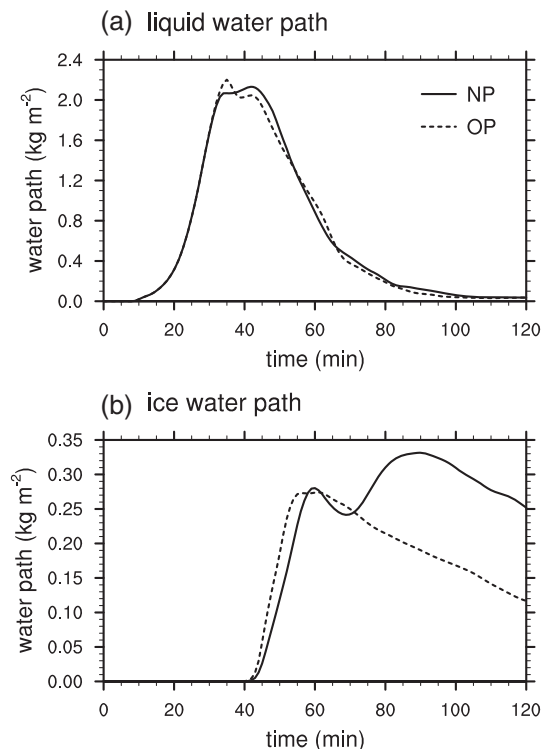 (a) liquid water path
2.4
2.0
1.6
1.2
0.8
0.4
0.0
water path (kg m-2)
NP
OP
0 20 40 60 80 100 120
time (min)
(b) ice water path
0.35
0.30
0.25
0.20
0.15
0.10
0.05
0.00
water path (kg m-2)
0 20 40 60 80 100 120
time (min)